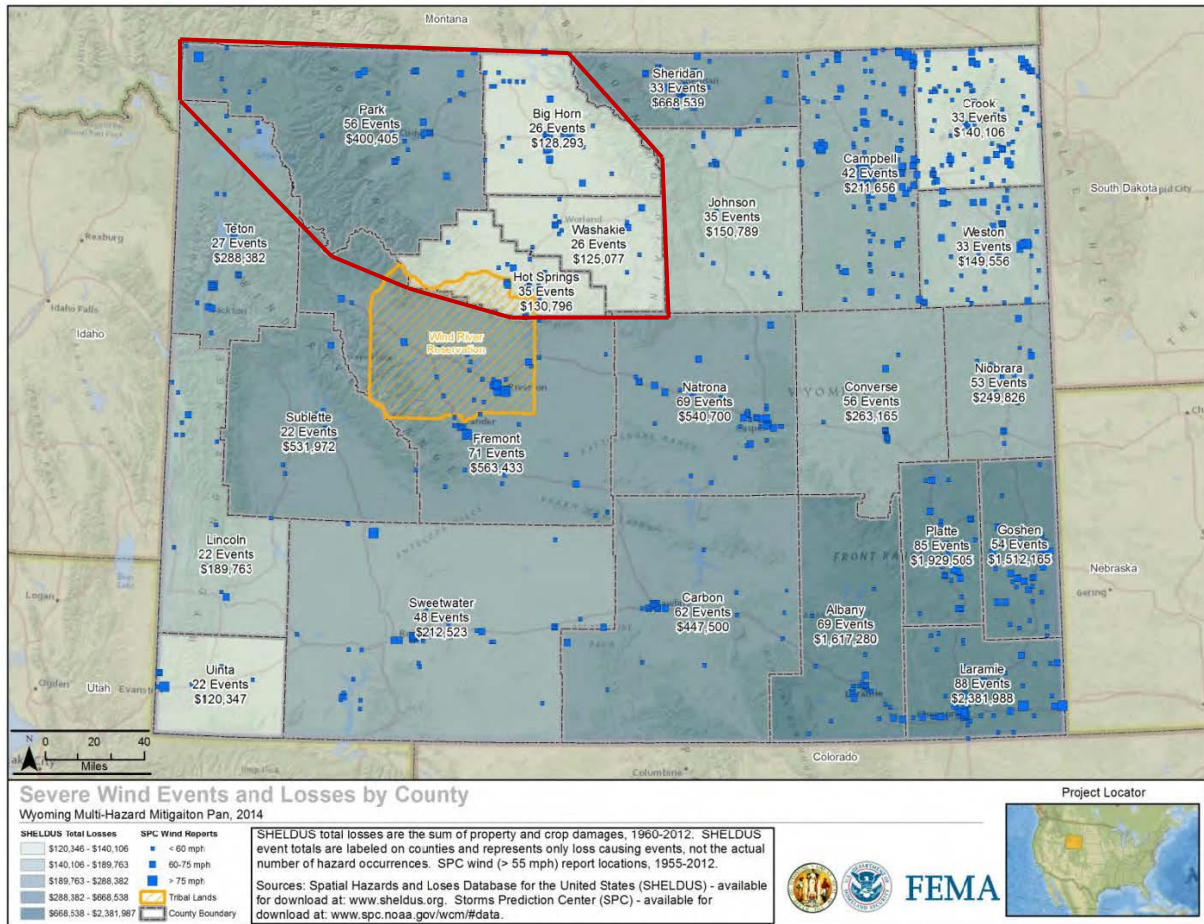 Montana
Sheridan
33 Events
$668,539
Park
56 Events
$400,405
Big Horn
26 Events
$128,293
Crook
33 Events
$140,106
Campbell
42 Events
$211,656
South Dakota
Johnson
35 Events
$150,789
Teton
27 Events
$288,382
Rexburg
Worland
Washakie
26 Events
$125,077
Weston
33 Events
$149,556
Hot Springs
35 Events
$130,796
Idaho Falls
Idaho
Wind River
Reservation
Riverton
Natrona
69 Events
$540,700
Converse
56 Events
$263,165
Niobrara
53 Events
$249,826
Sublette
22 Events
$531,972
Casper
Lander
Fremont
71 Events
$563,433
Lincoln
22 Events
$189,763
ANTELOPE HILLS
Platte
85 Events
$1,929,505
Goshen
54 Events
$1,512,165
Nebraska
Gering
Logan
Sweetwater
48 Events
$212,523
Carbon
62 Events
$447,500
Albany
69 Events
$1,617,280
Uinta
22 Events
$120,347
Laramie
88 Events
$2,381,988
Ogden
Utah
Laramie
N
0 20 40
Miles
Colorado
Columbine
Severe Wind Events and Losses by County
Wyoming Multi-Hazard Mitigaiton Pan, 2014
SHELDUS Total Losses
$120,346 - $140,106
$140,106 - $189,763
$189,763 - $288,382
$288,382 - $668,538
$668,538 - $2,381,987
SPC Wind Reports
< 60 mph
60-75 mph
> 75 mph
Tribal Lands
County Boundary
SHELDUS total losses are the sum of property and crop damages, 1960-2012. SHELDUS
event totals are labeled on counties and represents only loss causing events, not the actual
number of hazard occurrences. SPC wind (> 55 mph) report locations, 1955-2012.
Sources: Spatial Hazards and Loses Database for the United States (SHELDUS) - available
for download at: www.sheldus.org. Storms Prediction Center (SPC) - available for
download at: www.spc.noaa.gov/wcm/#data.
FEMA
Project Locator